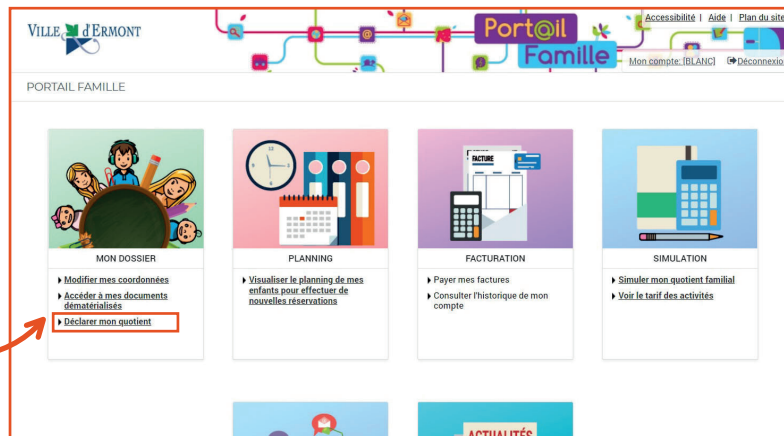 VILLE d'ERMONT
Port@il
Famille
Accessibilité | Aide | Plan du site
Mon compte: [BLANC] Déconnexion
PORTAIL FAMILLE
MON DOSSIER
Modifier mes coordonnées
Accéder à mes documents
dématérialisés
Déclarer mon quotient
PLANNING
Visualiser le planning de mes
enfants pour effectuer de
nouvelles réservations
FACTURE
FACTURATION
Payer mes factures
Consulter l'historique de mon
compte
SIMULATION
Simuler mon quotient familial
Voir le tarif des activités
ACTUALITÉS